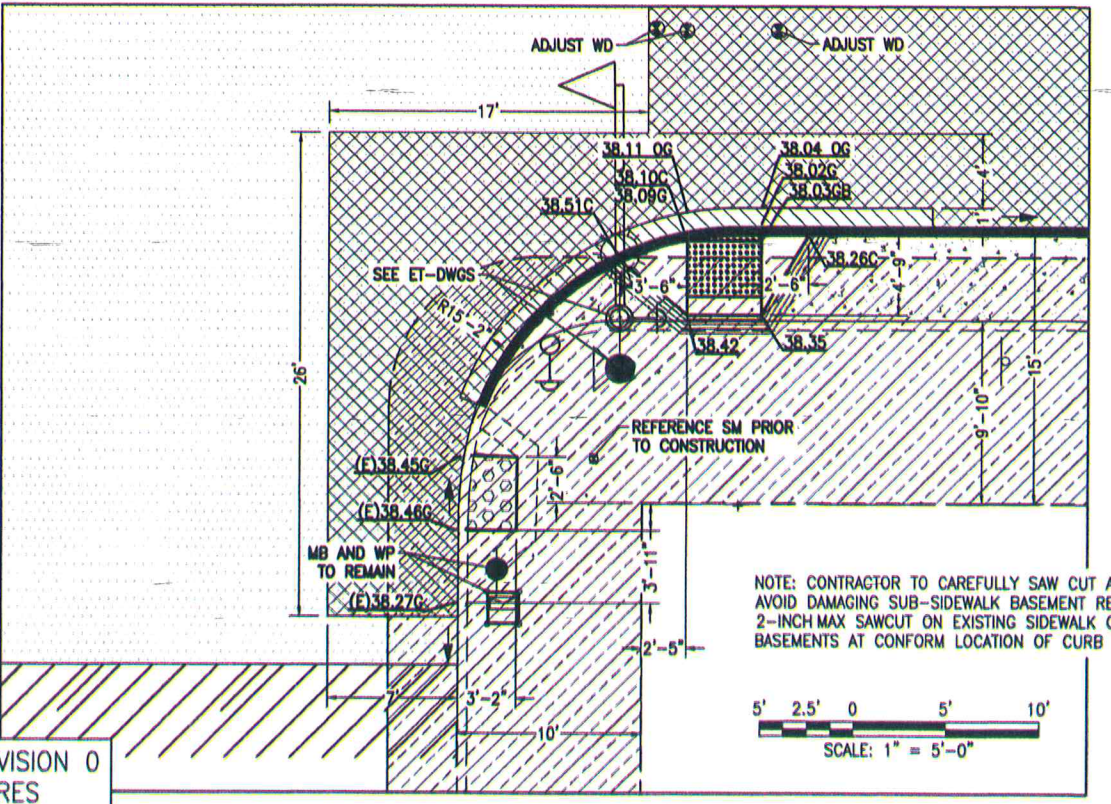 ADJUST WD
ADJUST WD
17'
38.11 OG
38.04 OG
38.10C
38.02G
38.09G
38.03GB
4'
1'
38.51C
38.26C
SEE ET-DWGS
3'-6"
2'-6"
4'-9"
R15'-2"
38.42
38.35
26'
15'
9'-10"
REFERENCE SM PRIOR
TO CONSTRUCTION
(E)38.45G
2'-6"
(E)38.46G
MB AND WP
TO REMAIN
3'-11"
(E)38.27G
NOTE: CONTRACTOR TO CAREFULLY SAW CUT A
AVOID DAMAGING SUB-SIDEWALK BASEMENT RE
2-INCH MAX SAWCUT ON EXISTING SIDEWALK O
BASEMENTS AT CONFORM LOCATION OF CURB
2'-5"
7'
3'-2"
10'
5' 2.5' 0 5' 10'
SCALE: 1" = 5'-0"
VISION 0
RES